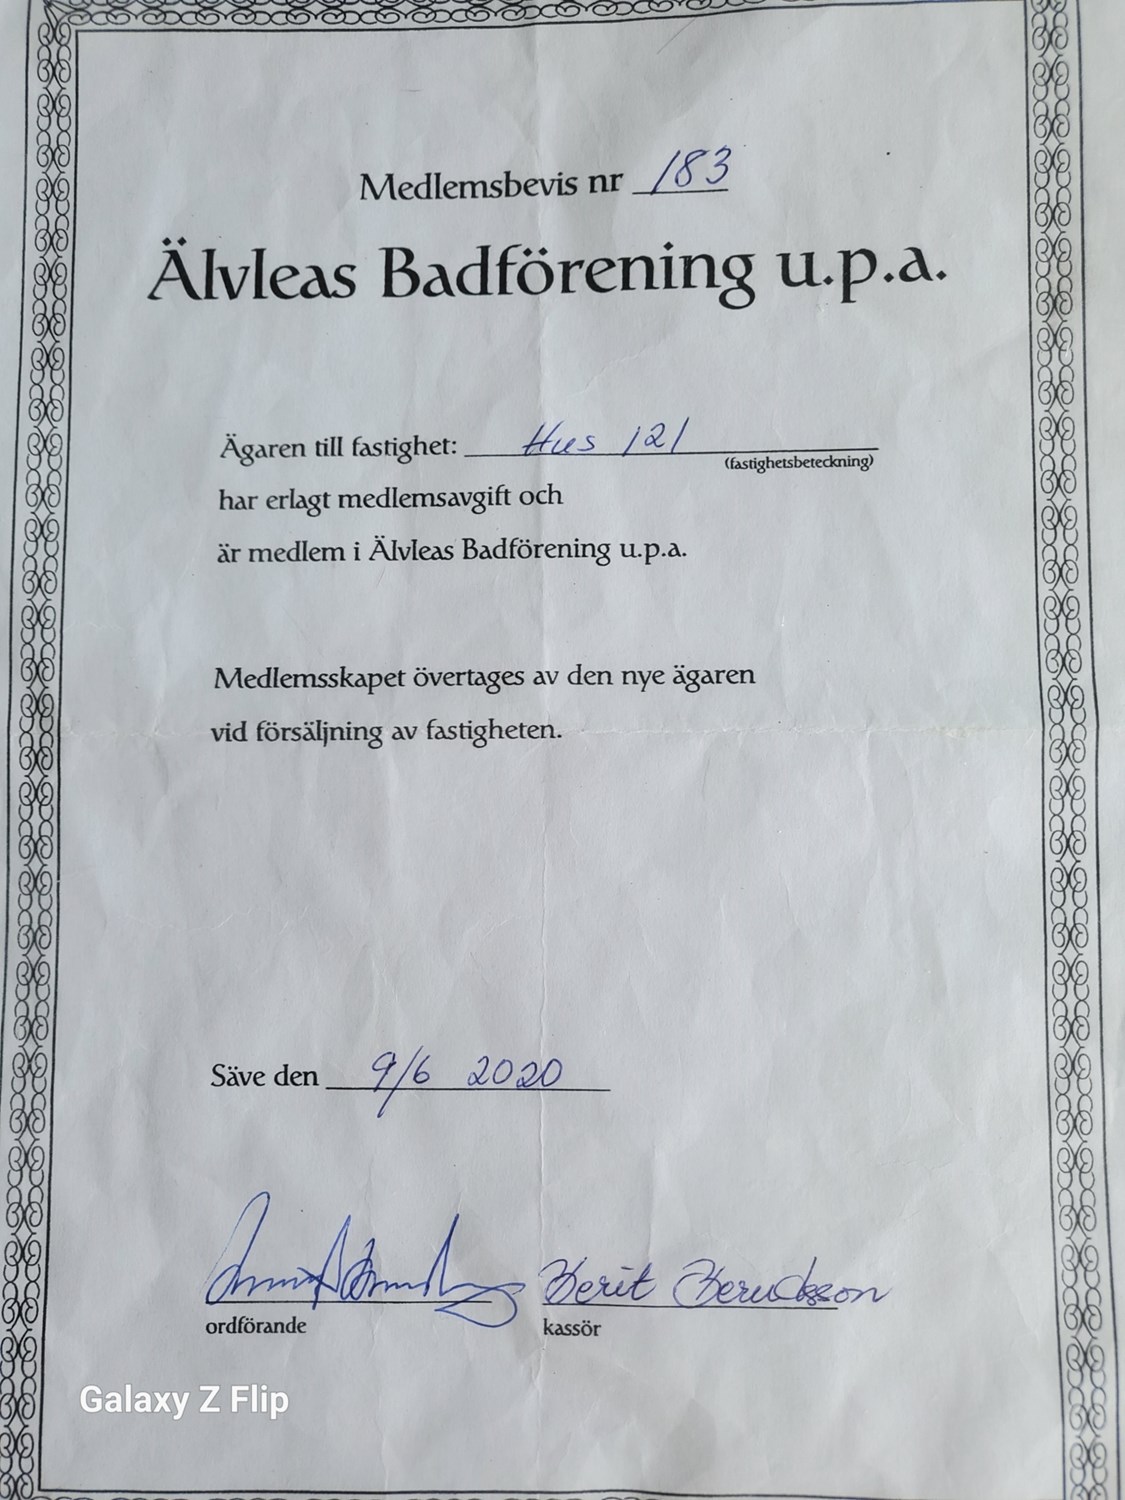 Medlemsbevis nr 183
Älvleas Badförening u.p.a.
Ägaren till fastighet: Hus 121
(fastighetsbeteckning)
har erlagt medlemsavgift och
är medlem i Älvleas Badförening u.p.a.
Medlemsskapet övertages av den nye ägaren
vid försäljning av fastigheten.
Säve den 9/6 2020
Berit
ordförande kassör
Galaxy Z Flip